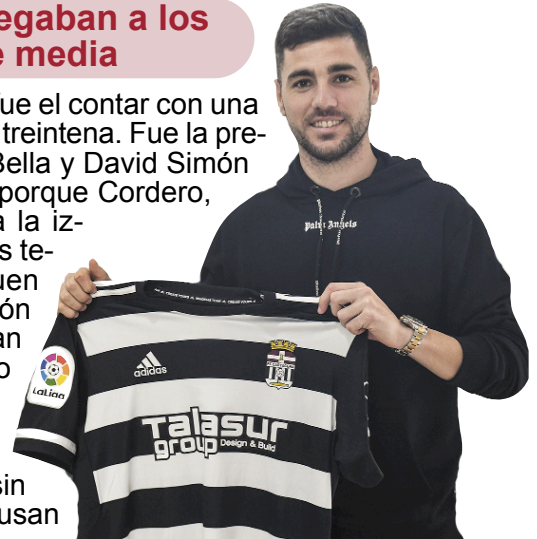 egaban a los
e media
ue el contar con una
treintena. Fue la pre-
Bella y David Simón
porque Cordero,
a la iz-
s te-
uen
ón
an
o
sin
usan
Palm Angels
adidas
LaLiga
Talasur
group Design & Build